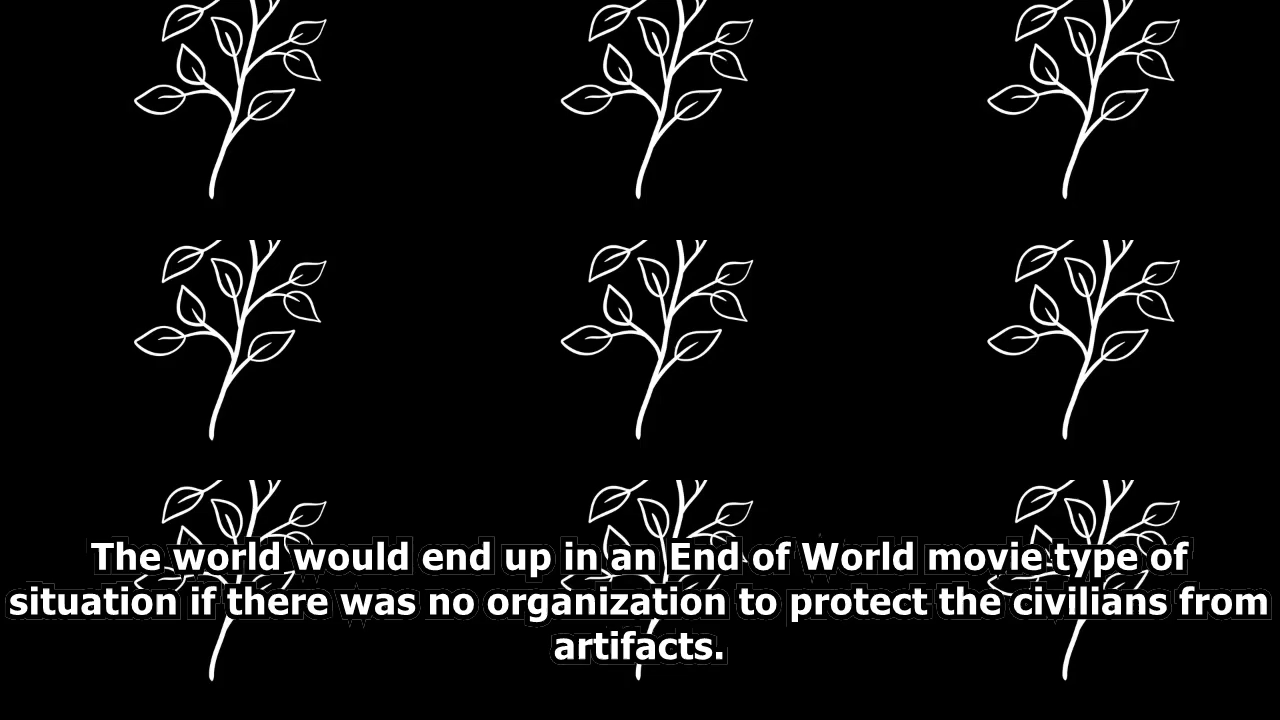 The world would end up in an End of World movie type of
situation if there was no organization to protect the civilians from
artifacts.